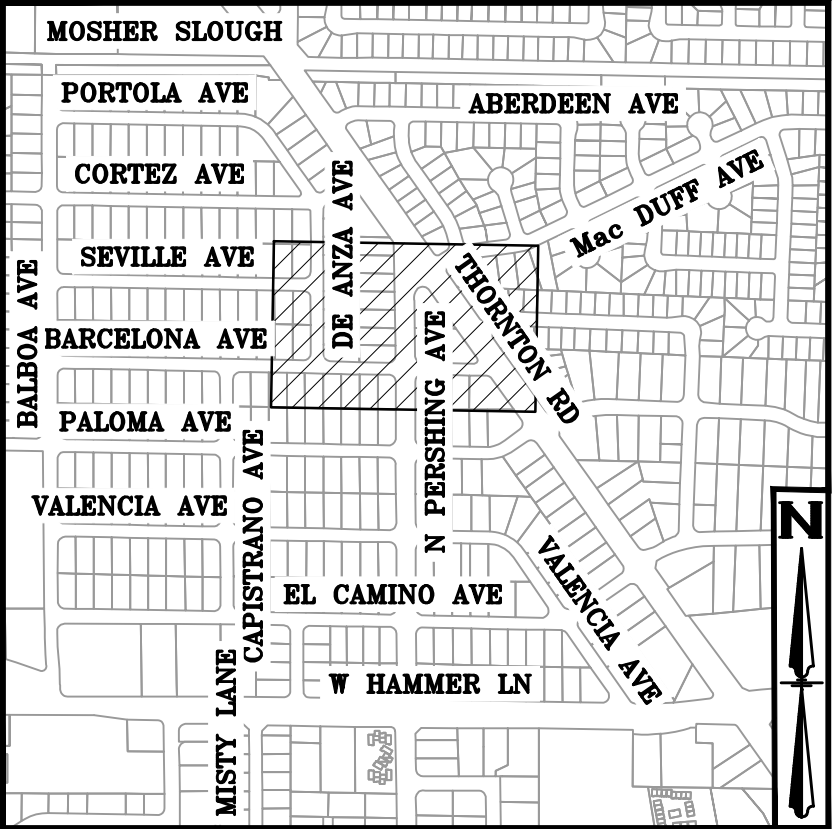 MOSHER SLOUGH
PORTOLA AVE
ABERDEEN AVE
CORTEZ AVE
DE ANZA AVE
Mac DUFF AVE
SEVILLE AVE
BALBOA AVE
THORNTON RD
BARCELONA AVE
N PERSHING AVE
PALOMA AVE
CAPISTRANO AVE
VALENCIA AVE
N
VALENCIA AVE
EL CAMINO AVE
MISTY LANE
W HAMMER LN